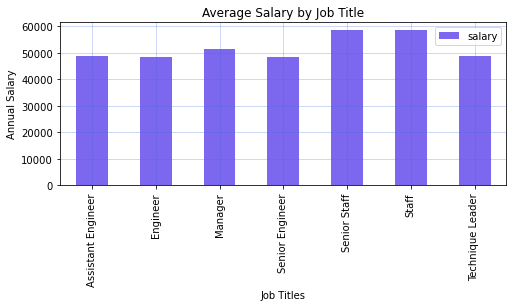 Average Salary by Job Title
salary
Annual Salary
60000
50000
40000
30000
20000
10000
0
Assistant Engineer
Engineer
Manager
Senior Engineer
Senior Staff
Staff
Technique Leader
Job Titles